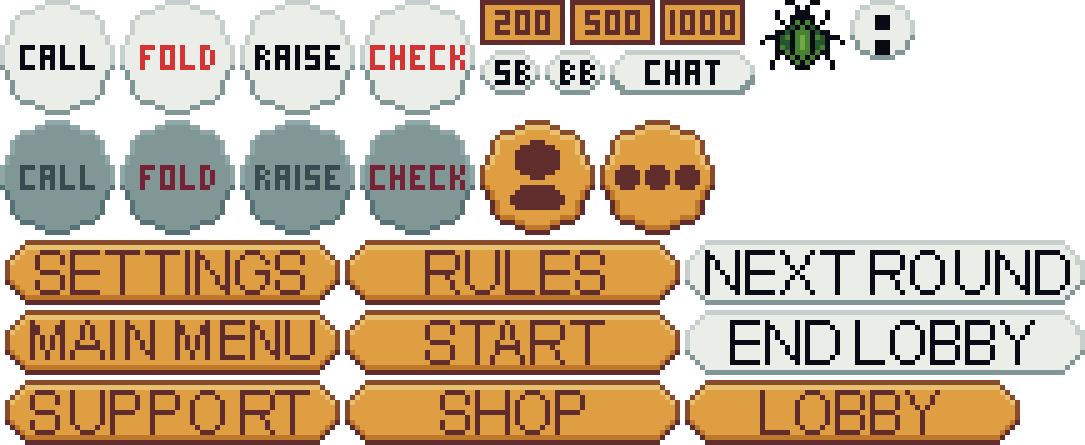 CALL FOLD RAISE CHECK 200 500 1000
SB BB CHAT
CALL FOLD RAISE CHECK
SETTINGS RULES NEXT ROUND
MAIN MENU START END LOBBY
SUPPORT SHOP LOBBY